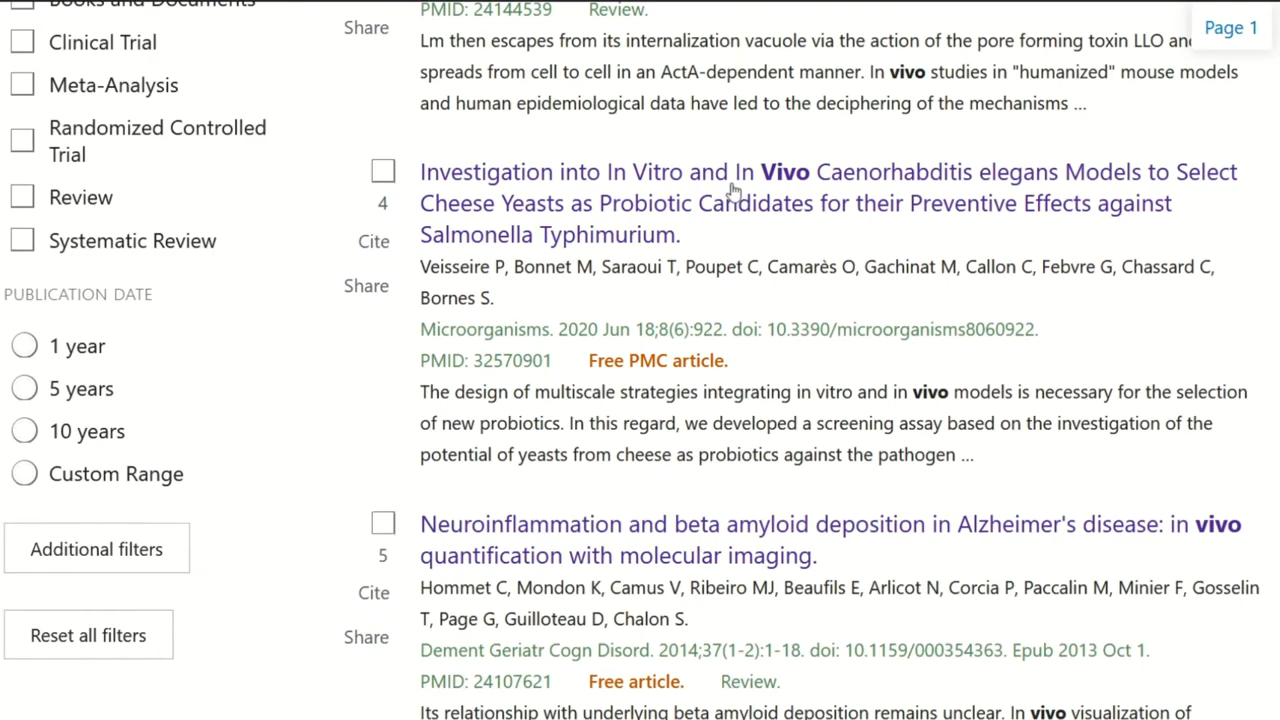 Books and Documents
Clinical Trial
Meta-Analysis
Randomized Controlled
Trial
Review
Systematic Review
PUBLICATION DATE
1 year
5 years
10 years
Custom Range
Additional filters
Reset all filters
Page 1
PMID: 24144539 Review.
Share
Lm then escapes from its internalization vacuole via the action of the pore forming toxin LLO and
spreads from cell to cell in an ActA-dependent manner. In vivo studies in "humanized" mouse models
and human epidemiological data have led to the deciphering of the mechanisms ...
4
Cite
Share
Investigation into In Vitro and In Vivo Caenorhabditis elegans Models to Select
Cheese Yeasts as Probiotic Candidates for their Preventive Effects against
Salmonella Typhimurium.
Veisseire P, Bonnet M, Saraoui T, Poupet C, Camarès O, Gachinat M, Callon C, Febvre G, Chassard C,
Bornes S.
Microorganisms. 2020 Jun 18;8(6):922. doi: 10.3390/microorganisms8060922.
PMID: 32570901 Free PMC article.
The design of multiscale strategies integrating in vitro and in vivo models is necessary for the selection
of new probiotics. In this regard, we developed a screening assay based on the investigation of the
potential of yeasts from cheese as probiotics against the pathogen ...
5
Cite
Share
Neuroinflammation and beta amyloid deposition in Alzheimer's disease: in vivo
quantification with molecular imaging.
Hommet C, Mondon K, Camus V, Ribeiro MJ, Beaufils E, Arlicot N, Corcia P, Paccalin M, Minier F, Gosselin
T, Page G, Guilloteau D, Chalon S.
Dement Geriatr Cogn Disord. 2014;37(1-2):1-18. doi: 10.1159/000354363. Epub 2013 Oct 1.
PMID: 24107621 Free article. Review.
Its relationship with underlying beta amyloid deposition remains unclear. In vivo visualization of